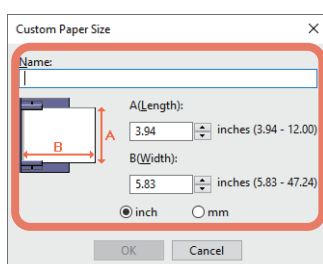 Custom Paper Size
Name:
A(Length):
3.94 inches (3.94 - 12.00)
A
B
B(Width):
5.83 inches (5.83 - 47.24)
inch mm
OK Cancel